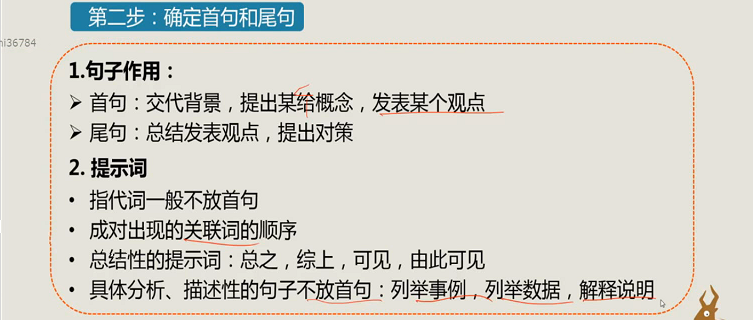 第二步：确定首句和尾句
hi36784
1.句子作用：
➢ 首句：交代背景，提出某给概念，发表某个观点
➢ 尾句：总结发表观点，提出对策
2. 提示词
• 指代词一般不放首句
• 成对出现的关联词的顺序
• 总结性的提示词：总之，综上，可见，由此可见
• 具体分析、描述性的句子不放首句：列举事例，列举数据，解释说明